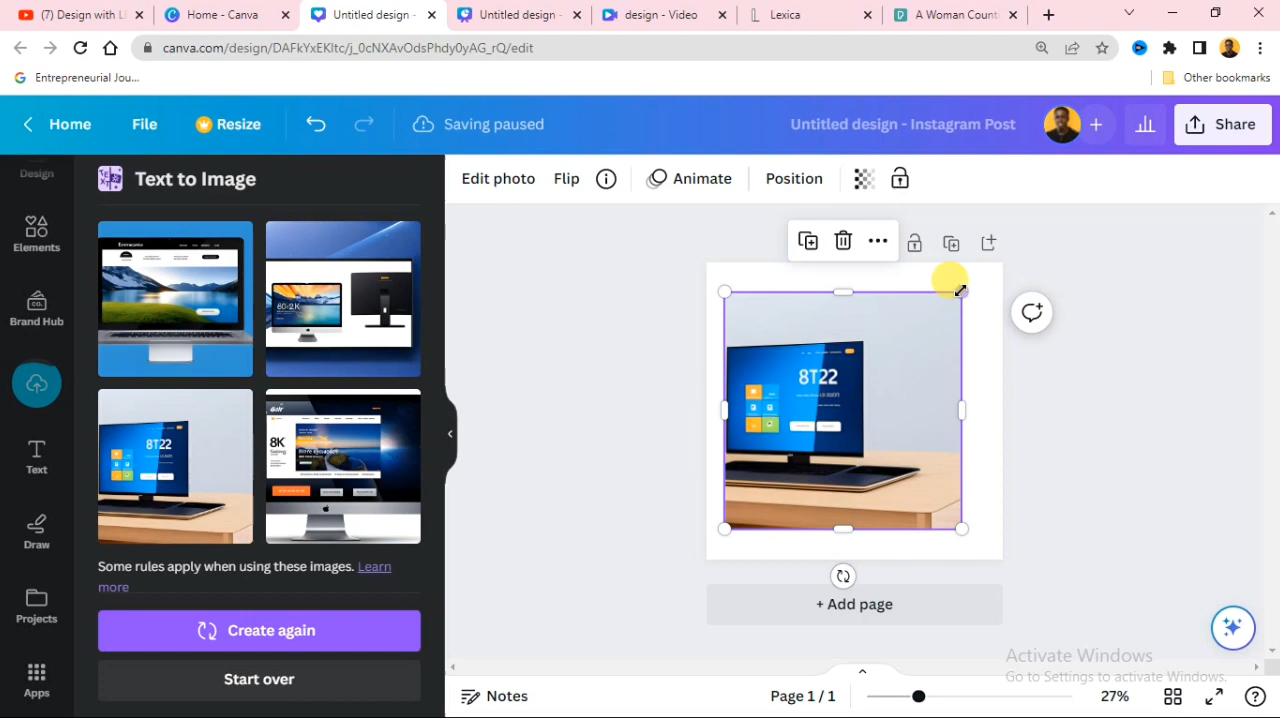 (7) Design with LI
Home - Canva
Untitled design -
Untitled design -
design - Video
Lexica
A Woman Count
canva.com/design/DAFkYxEKltc/j_0cNXAvOdsPhdy0yAG_rQ/edit
Entrepreneurial Jou...
Other bookmarks
Home
File
Resize
Saving paused
Untitled design - Instagram Post
Share
Design
Elements
Brand Hub
Text
Draw
Projects
Apps
Text to Image
60-2K
8T22
8K
Some rules apply when using these images. Learn
more
Create again
Start over
Edit photo
Flip
Animate
Position
8T22
+ Add page
Activate Windows
Go to Settings to activate Windows.
Notes
Page 1 / 1
27%